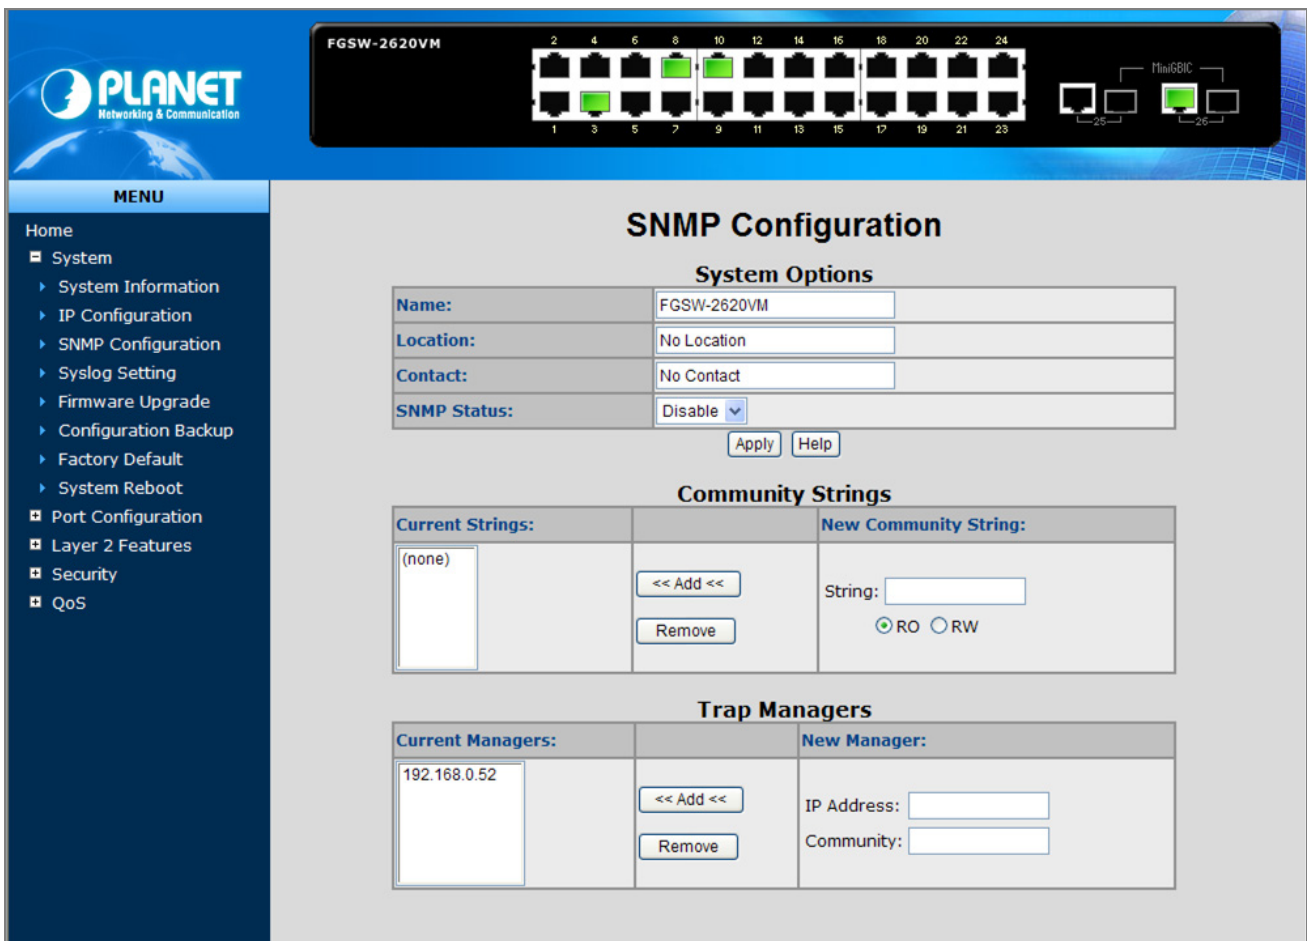 FGSW-2620VM
2 4 6 8 10 12 14 16 18 20 22 24
MiniGBIC
PLANET
Networking & Communication
25 26
1 3 5 7 9 11 13 15 17 19 21 23
MENU
Home
System
System Information
IP Configuration
SNMP Configuration
Syslog Setting
Firmware Upgrade
Configuration Backup
Factory Default
System Reboot
Port Configuration
Layer 2 Features
Security
QoS
SNMP Configuration
System Options
Name: FGSW-2620VM
Location: No Location
Contact: No Contact
SNMP Status: Disable
Apply Help
Community Strings
Current Strings: New Community String:
(none)
<< Add <<
String:
Remove
RO RW
Trap Managers
Current Managers: New Manager:
192.168.0.52
<< Add <<
IP Address:
Remove
Community: